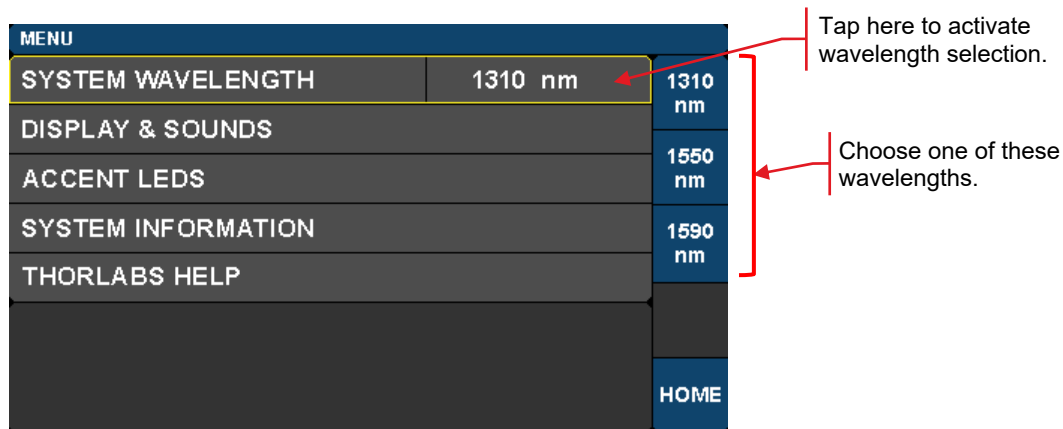 MENU
SYSTEM WAVELENGTH 1310 nm
DISPLAY & SOUNDS
ACCENT LEDS
SYSTEM INFORMATION
THORLABS HELP
1310
nm
1550
nm
1590
nm
HOME
Tap here to activate
wavelength selection.
Choose one of these
wavelengths.